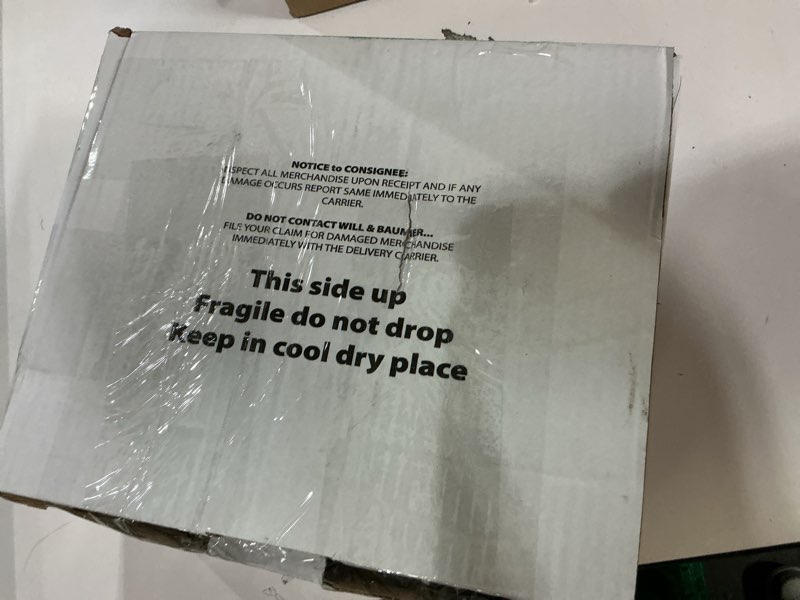 NOTICE to CONSIGNEE:
INSPECT ALL MERCHANDISE UPON RECEIPT AND IF ANY
DAMAGE OCCURS REPORT SAME IMMEDIATELY TO THE
CARRIER.
DO NOT CONTACT WILL & BAUMER...
FILE YOUR CLAIM FOR DAMAGED MERCHANDISE
IMMEDIATELY WITH THE DELIVERY CARRIER.
This side up
Fragile do not drop
Keep in cool dry place